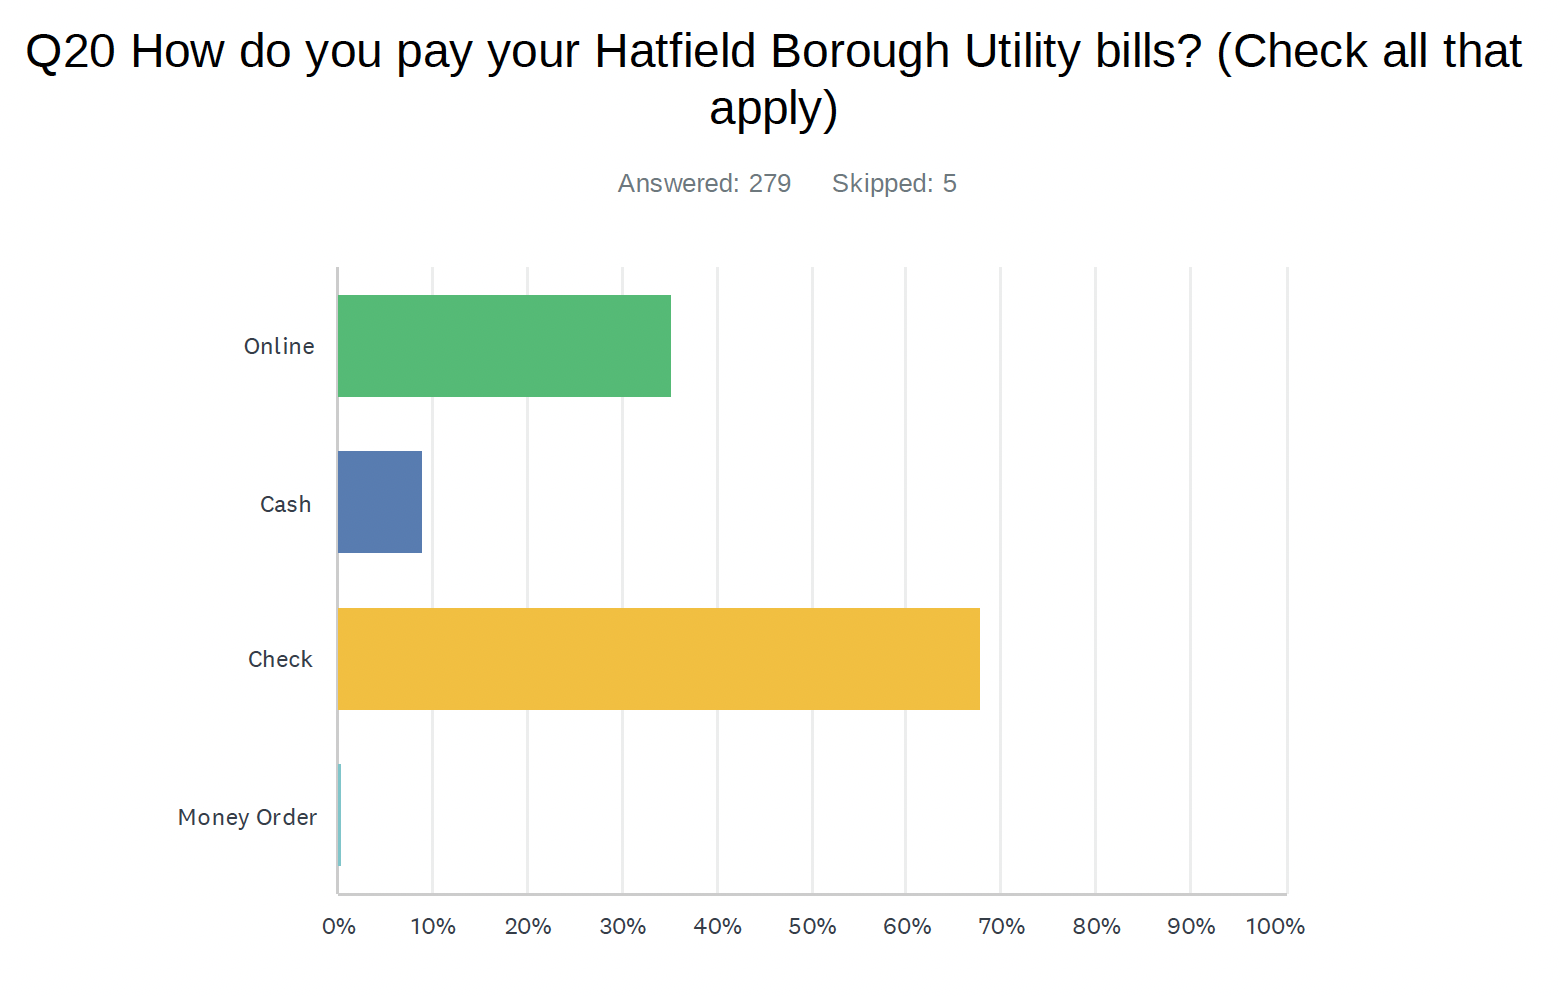 Q20 How do you pay your Hatfield Borough Utility bills? (Check all that
apply)
Answered: 279 Skipped: 5
Online
Cash
Check
Money Order
0% 10% 20% 30% 40% 50% 60% 70% 80% 90% 100%